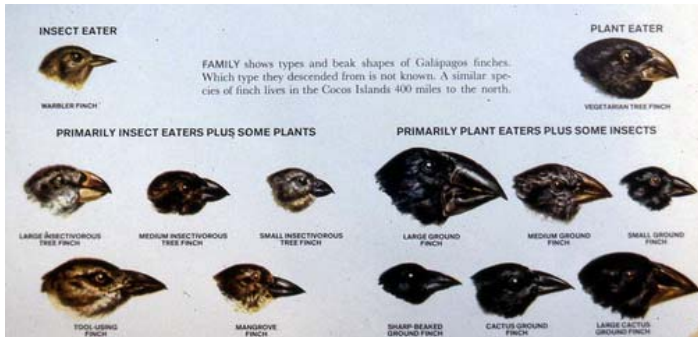 INSECT EATER
PLANT EATER
FAMILY shows types and beak shapes of Galápagos finches.
Which type they descended from is not known. A similar spe-
cies of finch lives in the Cocos Islands 400 miles to the north.
WARBLER FINCH
VEGETARIAN TREE FINCH
PRIMARILY INSECT EATERS PLUS SOME PLANTS
PRIMARILY PLANT EATERS PLUS SOME INSECTS
LARGE INSECTIVOROUS
TREE FINCH
MEDIUM INSECTIVOROUS
TREE FINCH
SMALL INSECTIVOROUS
TREE FINCH
LARGE GROUND
FINCH
MEDIUM GROUND
FINCH
SMALL GROUND
FINCH
TOOL-USING
FINCH
MANGROVE
FINCH
SHARP-BEAKED
GROUND FINCH
CACTUS GROUND
FINCH
LARGE CACTUS
GROUND FINCH